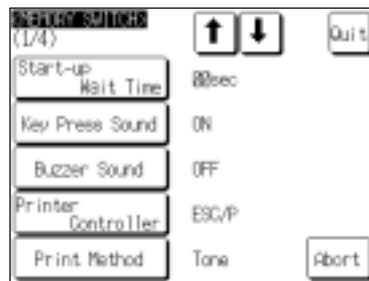 <MEMORY SWITCH>
(1/4)
Quit
Start-up
Wait Time
00sec
Key Press Sound
ON
Buzzer Sound
OFF
Printer
Controller
ESC/P
Print Method
Tone
Abort